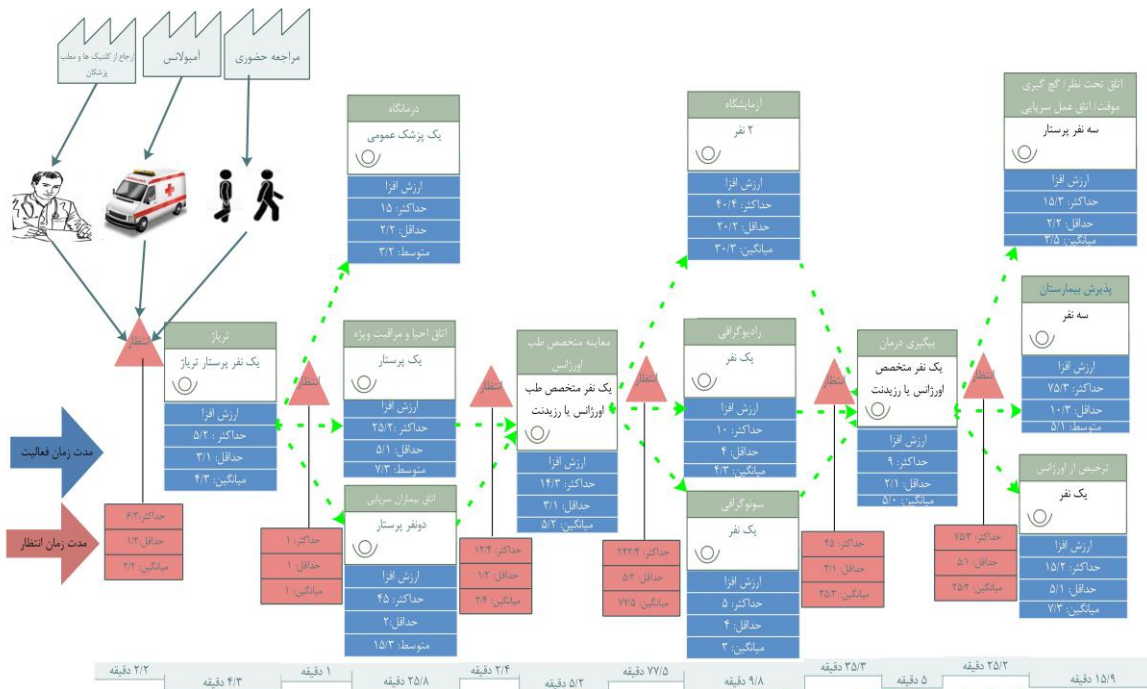 مراجعه حضوری
آمبولانس
ارجاع از کلنیک ها و مطب
پزشکان
درمانگاه
یک پزشک عمومی
ارزش افزا
حداکثر: ۱۵
حداقل: ۲/۲
متوسط: ۳/۲
آزمایشگاه
۲ نفر
ارزش افزا
حداکثر: ۴۰/۴
حداقل: ۲۰/۲
میانگین: ۳۰/۳
اتاق تحت نظر/ گچ گیری
موقت/ اتاق عمل سرپایی
سه نفر پرستار
ارزش افزا
حداکثر: ۱۵/۳
حداقل: ۲/۲
میانگین: ۳/۵
انتظار
تریاژ
یک نفر پرستار تریاژ
ارزش افزا
حداکثر: ۵/۲
حداقل: ۳/۱
میانگین: ۴/۳
انتظار
اتاق احیا و مراقبت ویژه
یک پرستار
ارزش افزا
حداکثر: ۲۵/۲
حداقل: ۵/۱
متوسط: ۷/۳
اتاق بیماران سرپایی
دونفر پرستار
ارزش افزا
حداکثر: ۴۵
حداقل:۲
متوسط: ۱۵/۳
انتظار
معاینه متخصص طب
اورژانس
یک نفر متخصص طب
اورژانس یا رزیدنت
ارزش افزا
حداکثر: ۱۴/۳
حداقل: ۳/۱
میانگین: ۵/۲
انتظار
رادیوگرافی
یک نفر
ارزش افزا
حداکثر: ۱۰
حداقل: ۴
میانگین: ۴/۳
سونوگرافی
یک نفر
ارزش افزا
حداکثر: ۵
حداقل: ۴
میانگین: ۳
انتظار
پیگیری درمان
یک نفر متخصص
اورژانس یا رزیدنت
ارزش افزا
حداکثر: ۹
حداقل: ۲/۱
میانگین: ۵/۰
انتظار
پذیرش بیمارستان
سه نفر
ارزش افزا
حداکثر: ۷۵/۳
حداقل: ۱۰/۳
متوسط: ۵/۱
ترخیص از اورژانس
یک نفر
ارزش افزا
حداکثر: ۱۵/۲
حداقل: ۵/۱
میانگین: ۷/۳
مدت زمان فعالیت
مدت زمان انتظار
حداکثر:۶/۳
حداقل: ۱/۲
میانگین: ۲/۲
حداکثر: ۱
حداقل: ۱
میانگین: ۱
حداکثر: ۱۲/۴
حداقل: ۱/۲
میانگین: ۲/۴
حداکثر: ۲۴۲/۴
حداقل: ۵/۲
میانگین: ۷۷/۵
حداکثر: ۴۵
حداقل: ۳/۱
میانگین: ۳۵/۳
حداکثر: ۷۵/۳
حداقل: ۵/۱
میانگین: ۲۵/۲
۲/۲ دقیقه
۴/۳ دقیقه
۱ دقیقه
۲۵/۸ دقیقه
۲/۴ دقیقه
۵/۲ دقیقه
۷۷/۵ دقیقه
۹/۸ دقیقه
۳۵/۳ دقیقه
۵ دقیقه
۲۵/۲ دقیقه
۱۵/۹ دقیقه